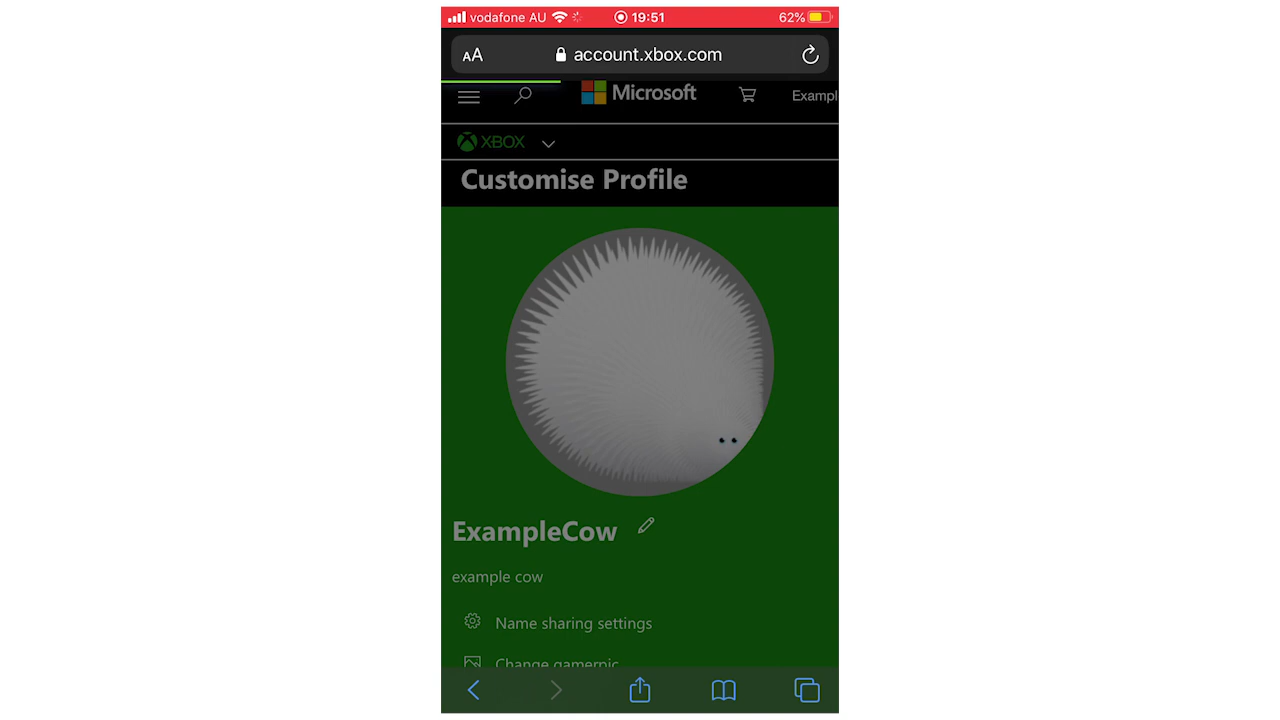 vodafone AU 19:51 62%
AA account.xbox.com
Microsoft Exampl
XBOX
Customise Profile
ExampleCow
example cow
Name sharing settings
Change gamerpic